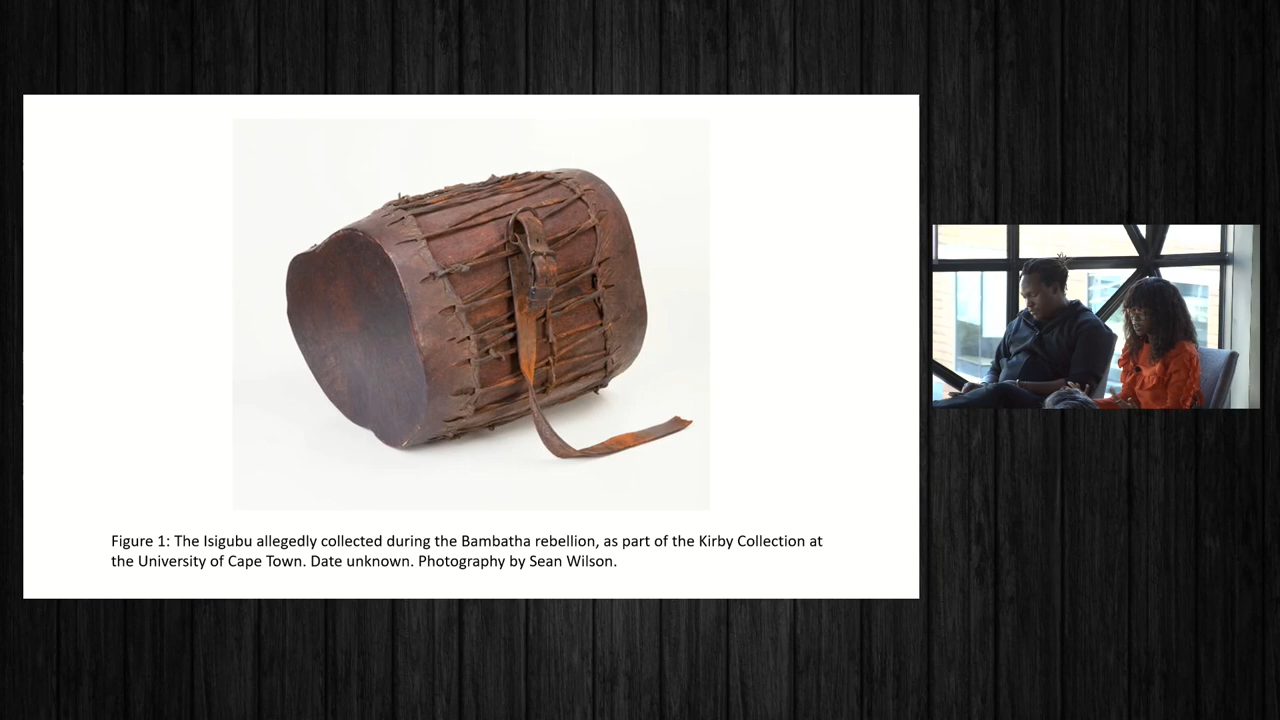 Figure 1: The Isigubu allegedly collected during the Bambatha rebellion, as part of the Kirby Collection at
the University of Cape Town. Date unknown. Photography by Sean Wilson.